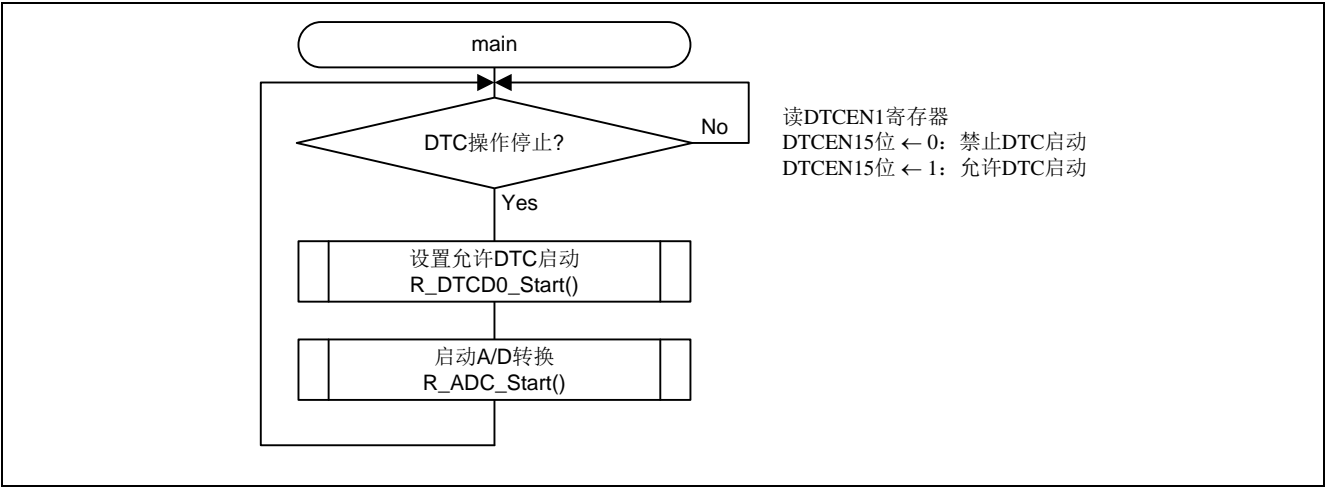 main
DTC操作停止?
No
读DTCEN1寄存器
DTCEN15位 ← 0：禁止DTC启动
DTCEN15位 ← 1：允许DTC启动
Yes
设置允许DTC启动
R_DTCD0_Start()
启动A/D转换
R_ADC_Start()